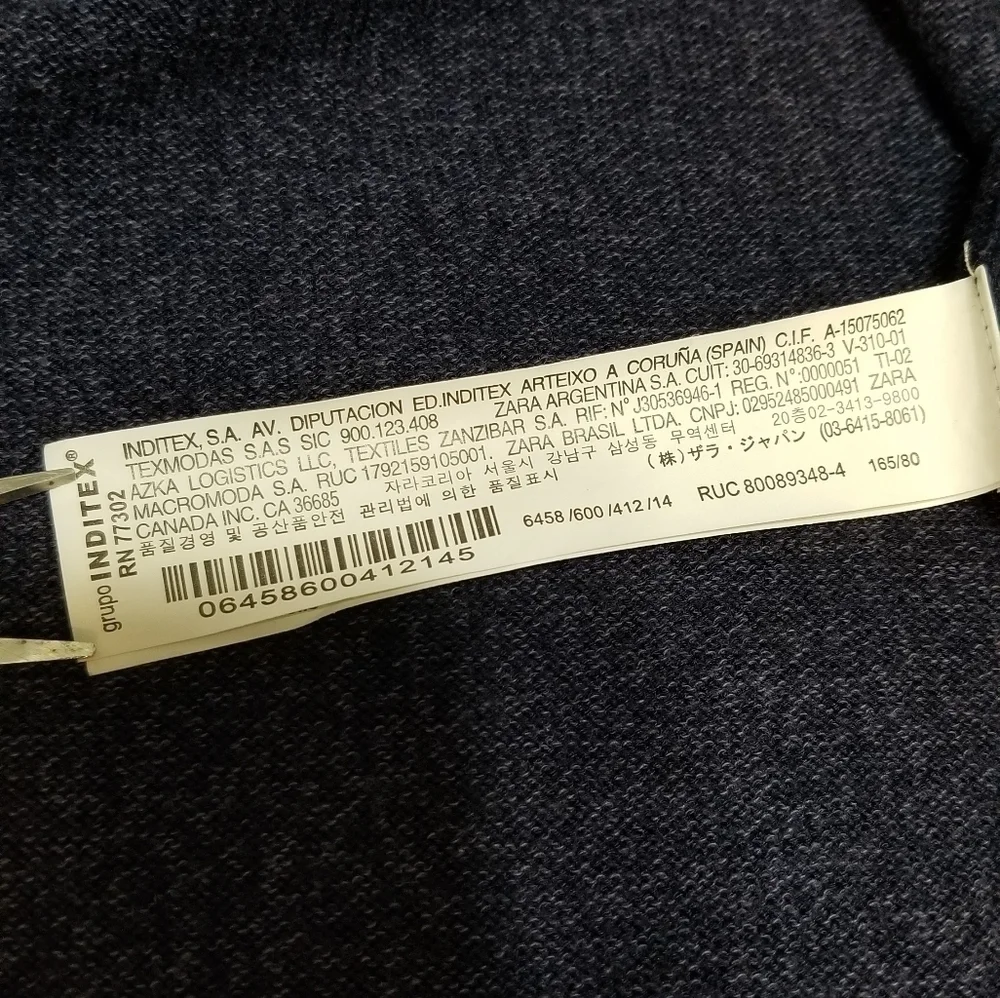 grupo INDITEX®
RN 77302
INDITEX, S.A. AV. DIPUTACION ED.INDITEX ARTEIXO A CORUÑA (SPAIN) C.I.F. A-15075062
TEXMODAS S.A.S SIC 900.123.408 ZARA ARGENTINA S.A. CUIT: 30-69314836-3 V-310-01
AZKA LOGISTICS LLC, TEXTILES ZANZIBAR S.A. RIF: N° J30536946-1 REG. N°:0000051 TI-02
MACROMODA S.A. RUC 1792159105001. ZARA BRASIL LTDA. CNPJ: 02952485000491 ZARA
CANADA INC. CA 36685 자라코리아 서울시 강남구 삼성동 무역센터 20층02-3413-9800
품질경영 및 공산품안전 관리법에 의한 품질표시 (株)ザラ・ジャパン (03-6415-8061)
6458 /600 /412 /14 RUC 80089348-4 165/80
06458600412145